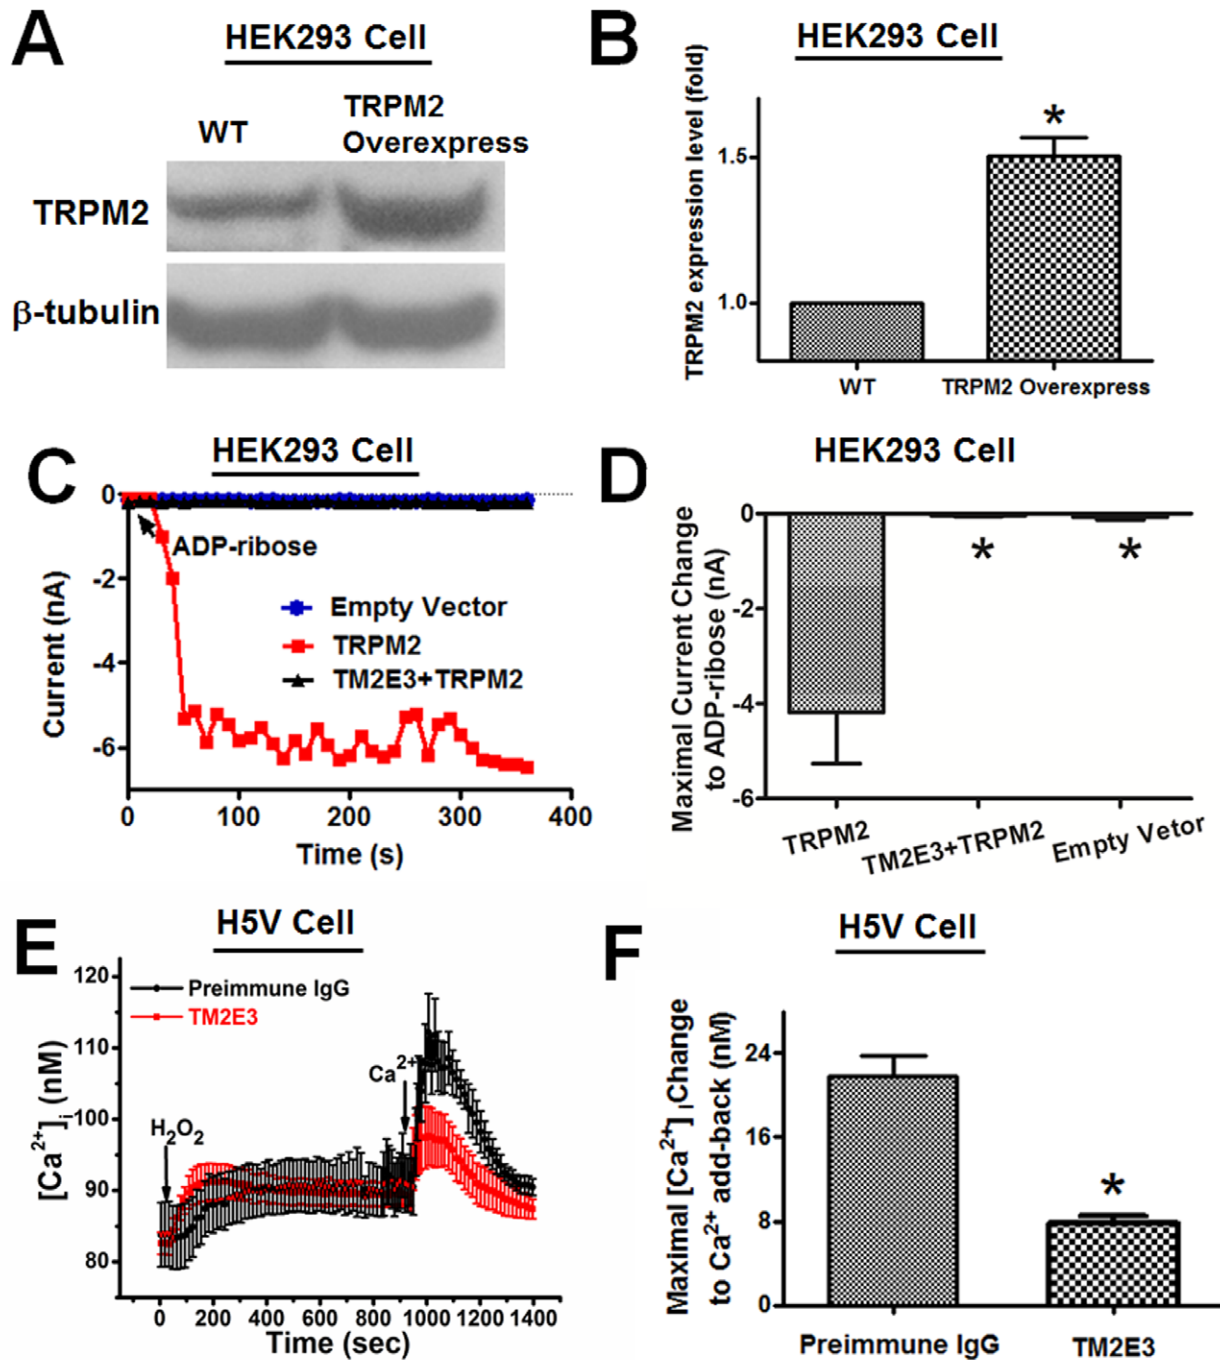 A
HEK293 Cell
WT
TRPM2
Overexpress
TRPM2
β-tubulin
B
HEK293 Cell
TRPM2 expression level (fold)
1.5
1.0
*
WT
TRPM2 Overexpress
C
HEK293 Cell
Current (nA)
0
-2
-4
-6
ADP-ribose
Empty Vector
TRPM2
TM2E3+TRPM2
0
100
200
300
400
Time (s)
D
HEK293 Cell
Maximal Current Change
to ADP-ribose (nA)
0
-2
-4
-6
*
*
TRPM2
TM2E3+TRPM2
Empty Vetor
E
H5V Cell
[Ca²⁺]ᵢ (nM)
120
110
100
90
80
Preimmune IgG
TM2E3
H₂O₂
Ca²⁺
0
200
400
600
800
1000
1200
1400
Time (sec)
F
H5V Cell
Maximal [Ca²⁺]ᵢChange
to Ca²⁺ add-back (nM)
24
16
8
0
*
Preimmune IgG
TM2E3